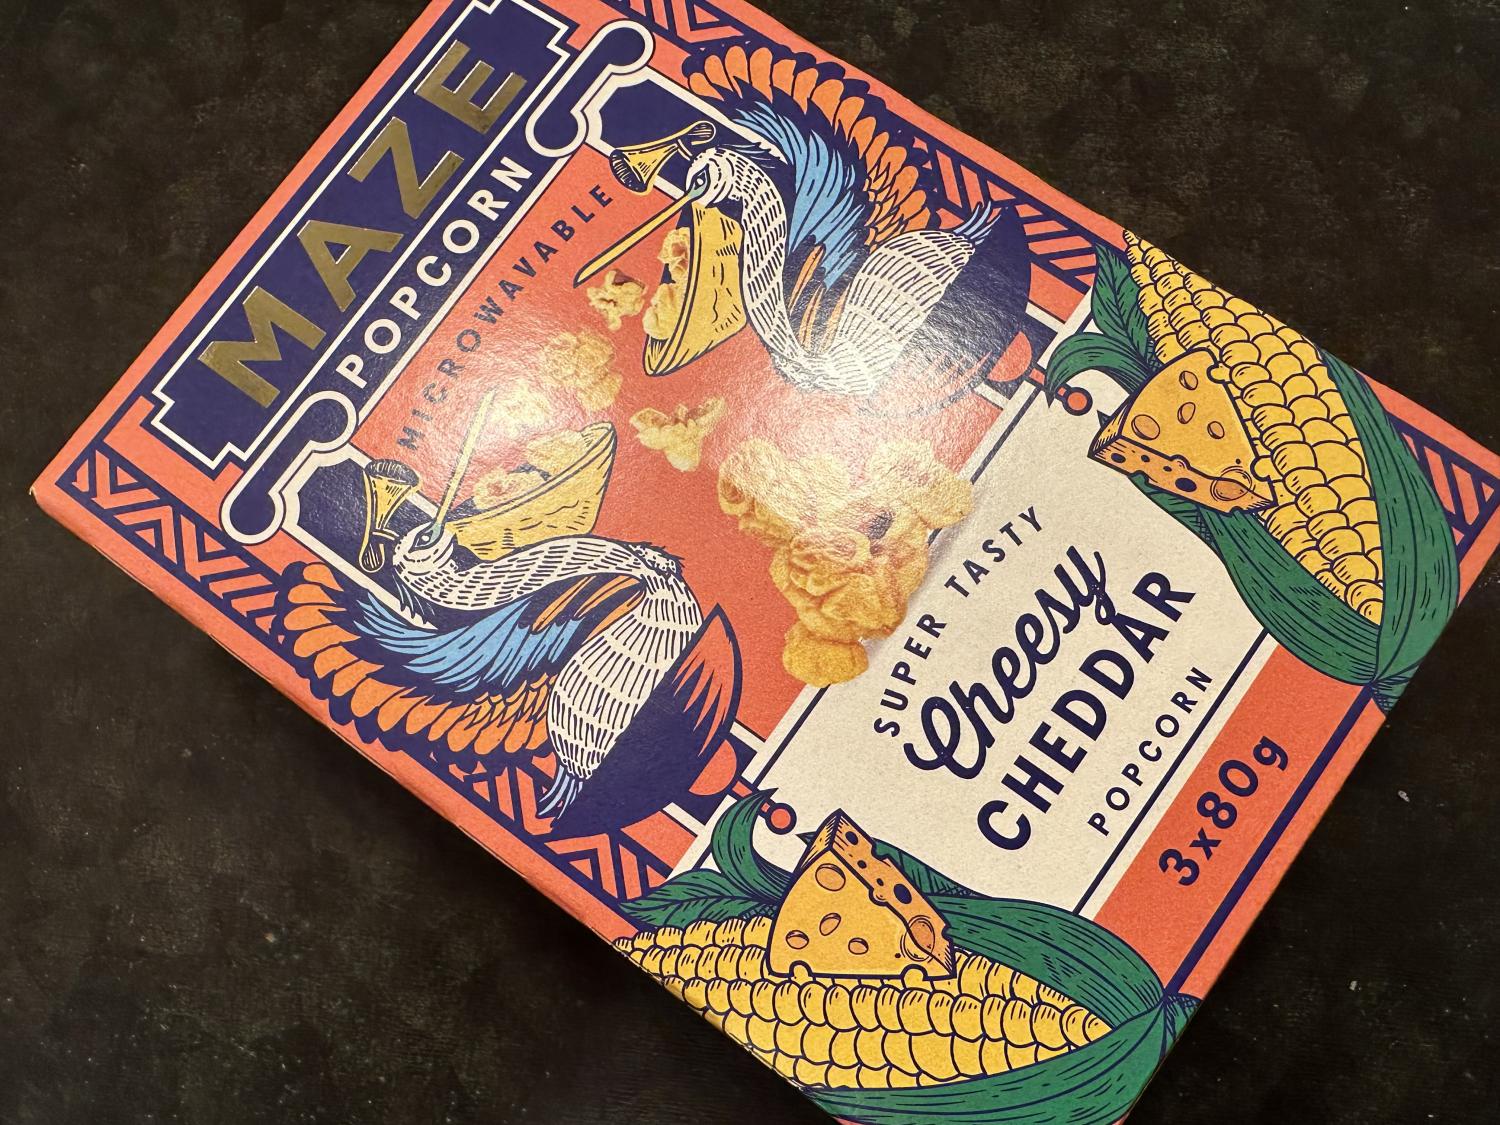 MAZE
POPCORN
MICROWAVABLE
SUPER TASTY
Cheesy
CHEDDAR
POPCORN
3x80g